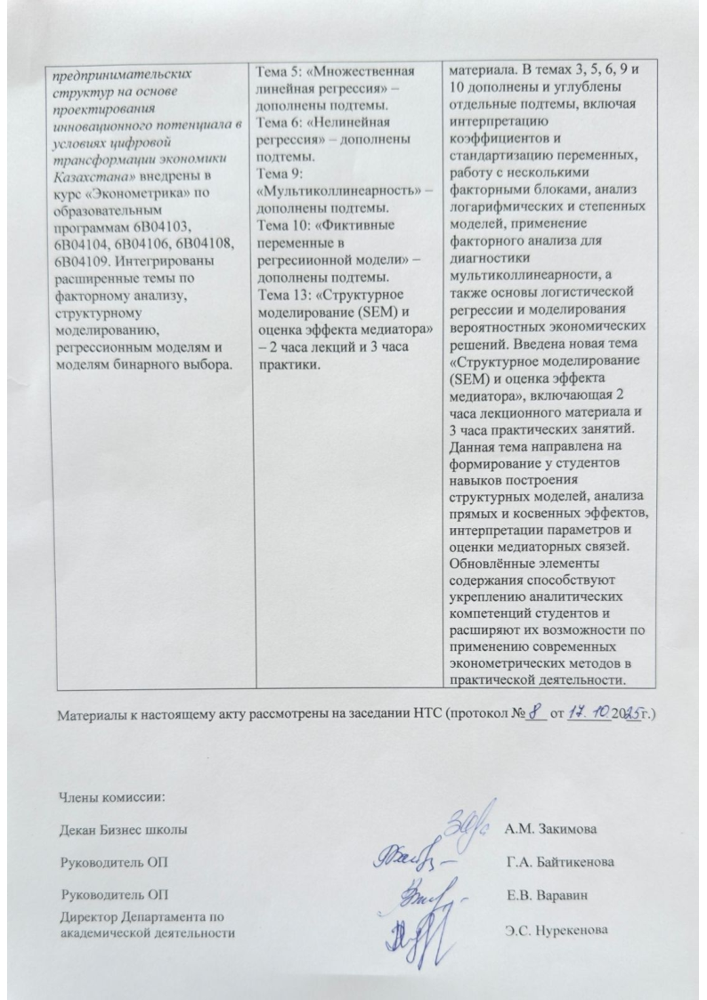 предпринимательских
структур на основе
проектирования
инновационного потенциала в
условиях цифровой
трансформации экономики
Казахстана» внедрены в
курс «Эконометрика» по
образовательным
программам 6В04103,
6В04104, 6В04106, 6В04108,
6В04109. Интегрированы
расширенные темы по
факторному анализу,
структурному
моделированию,
регрессионным моделям и
моделям бинарного выбора.
Тема 5: «Множественная
линейная регрессия» –
дополнены подтемы.
Тема 6: «Нелинейная
регрессия» – дополнены
подтемы.
Тема 9:
«Мультиколлинеарность» –
дополнены подтемы.
Тема 10: «Фиктивные
переменные в
регресиионной модели» –
дополнены подтемы.
Тема 13: «Структурное
моделирование (SEM) и
оценка эффекта медиатора»
– 2 часа лекций и 3 часа
практики.
материала. В темах 3, 5, 6, 9 и
10 дополнены и углублены
отдельные подтемы, включая
интерпретацию
коэффициентов и
стандартизацию переменных,
работу с несколькими
факторными блоками, анализ
логарифмических и степенных
моделей, применение
факторного анализа для
диагностики
мультиколлинеарности, а
также основы логистической
регрессии и моделирования
вероятностных экономических
решений. Введена новая тема
«Структурное моделирование
(SEM) и оценка эффекта
медиатора», включающая 2
часа лекционного материала и
3 часа практических занятий.
Данная тема направлена на
формирование у студентов
навыков построения
структурных моделей, анализа
прямых и косвенных эффектов,
интерпретации параметров и
оценки медиаторных связей.
Обновлённые элементы
содержания способствуют
укреплению аналитических
компетенций студентов и
расширяют их возможности по
применению современных
эконометрических методов в
практической деятельности.
Материалы к настоящему акту рассмотрены на заседании НТС (протокол № 8 от 17. 10 2025г.)
Члены комиссии:
Декан Бизнес школы А.М. Закимова
Руководитель ОП Г.А. Байтикенова
Руководитель ОП Е.В. Варавин
Директор Департамента по
академической деятельности Э.С. Нурекенова